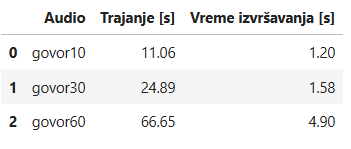 Audio Trajanje [s] Vreme izvršavanja [s]
0 govor10 11.06 1.20
1 govor30 24.89 1.58
2 govor60 66.65 4.90